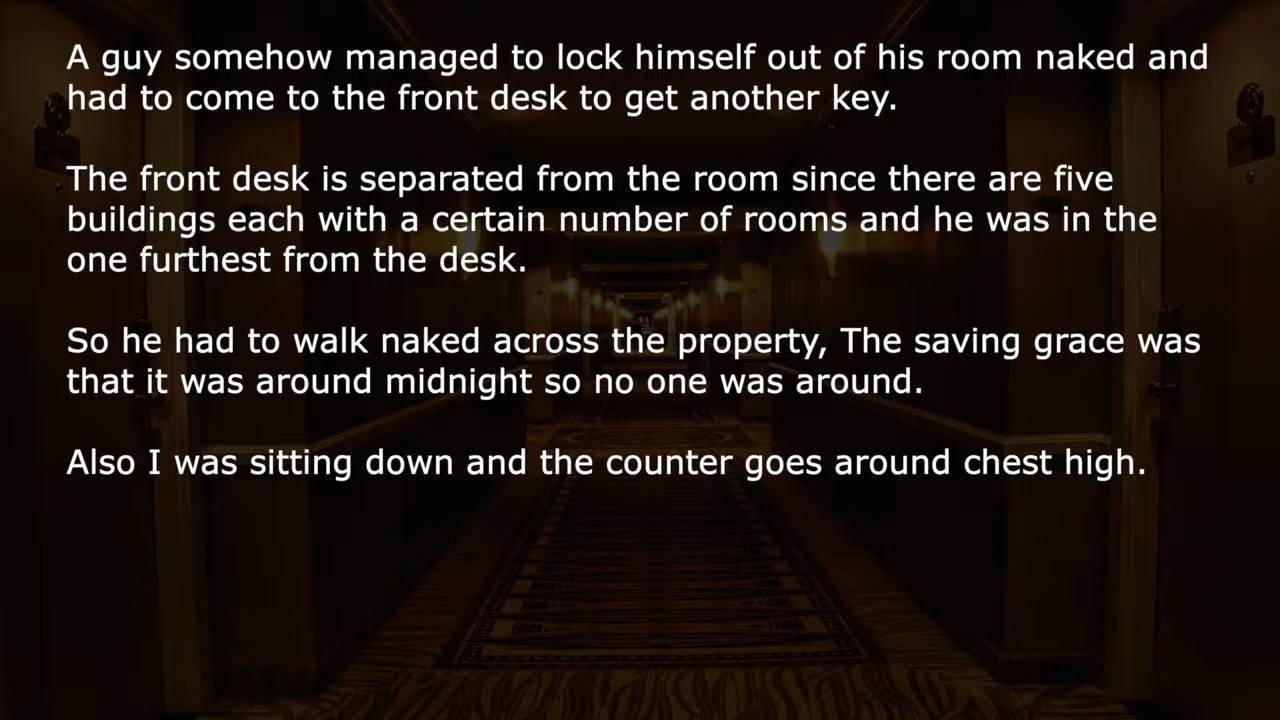 A guy somehow managed to lock himself out of his room naked and
had to come to the front desk to get another key.
The front desk is separated from the room since there are five
buildings each with a certain number of rooms and he was in the
one furthest from the desk.
So he had to walk naked across the property, The saving grace was
that it was around midnight so no one was around.
Also I was sitting down and the counter goes around chest high.